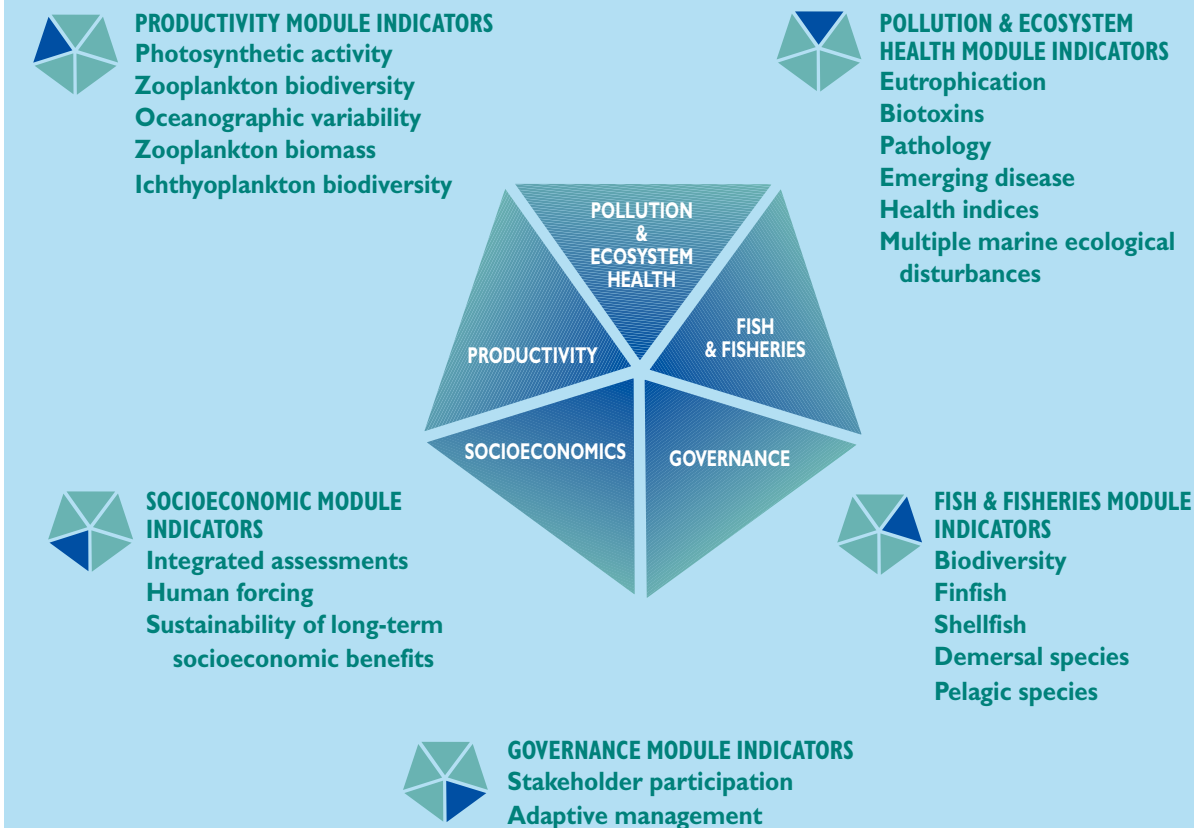 PRODUCTIVITY MODULE INDICATORS
Photosynthetic activity
Zooplankton biodiversity
Oceanographic variability
Zooplankton biomass
Ichthyoplankton biodiversity
POLLUTION & ECOSYSTEM
HEALTH MODULE INDICATORS
Eutrophication
Biotoxins
Pathology
Emerging disease
Health indices
Multiple marine ecological
disturbances
POLLUTION
&
ECOSYSTEM
HEALTH
FISH
& FISHERIES
PRODUCTIVITY
SOCIOECONOMICS
GOVERNANCE
SOCIOECONOMIC MODULE
INDICATORS
Integrated assessments
Human forcing
Sustainability of long-term
socioeconomic benefits
FISH & FISHERIES MODULE
INDICATORS
Biodiversity
Finfish
Shellfish
Demersal species
Pelagic species
GOVERNANCE MODULE INDICATORS
Stakeholder participation
Adaptive management